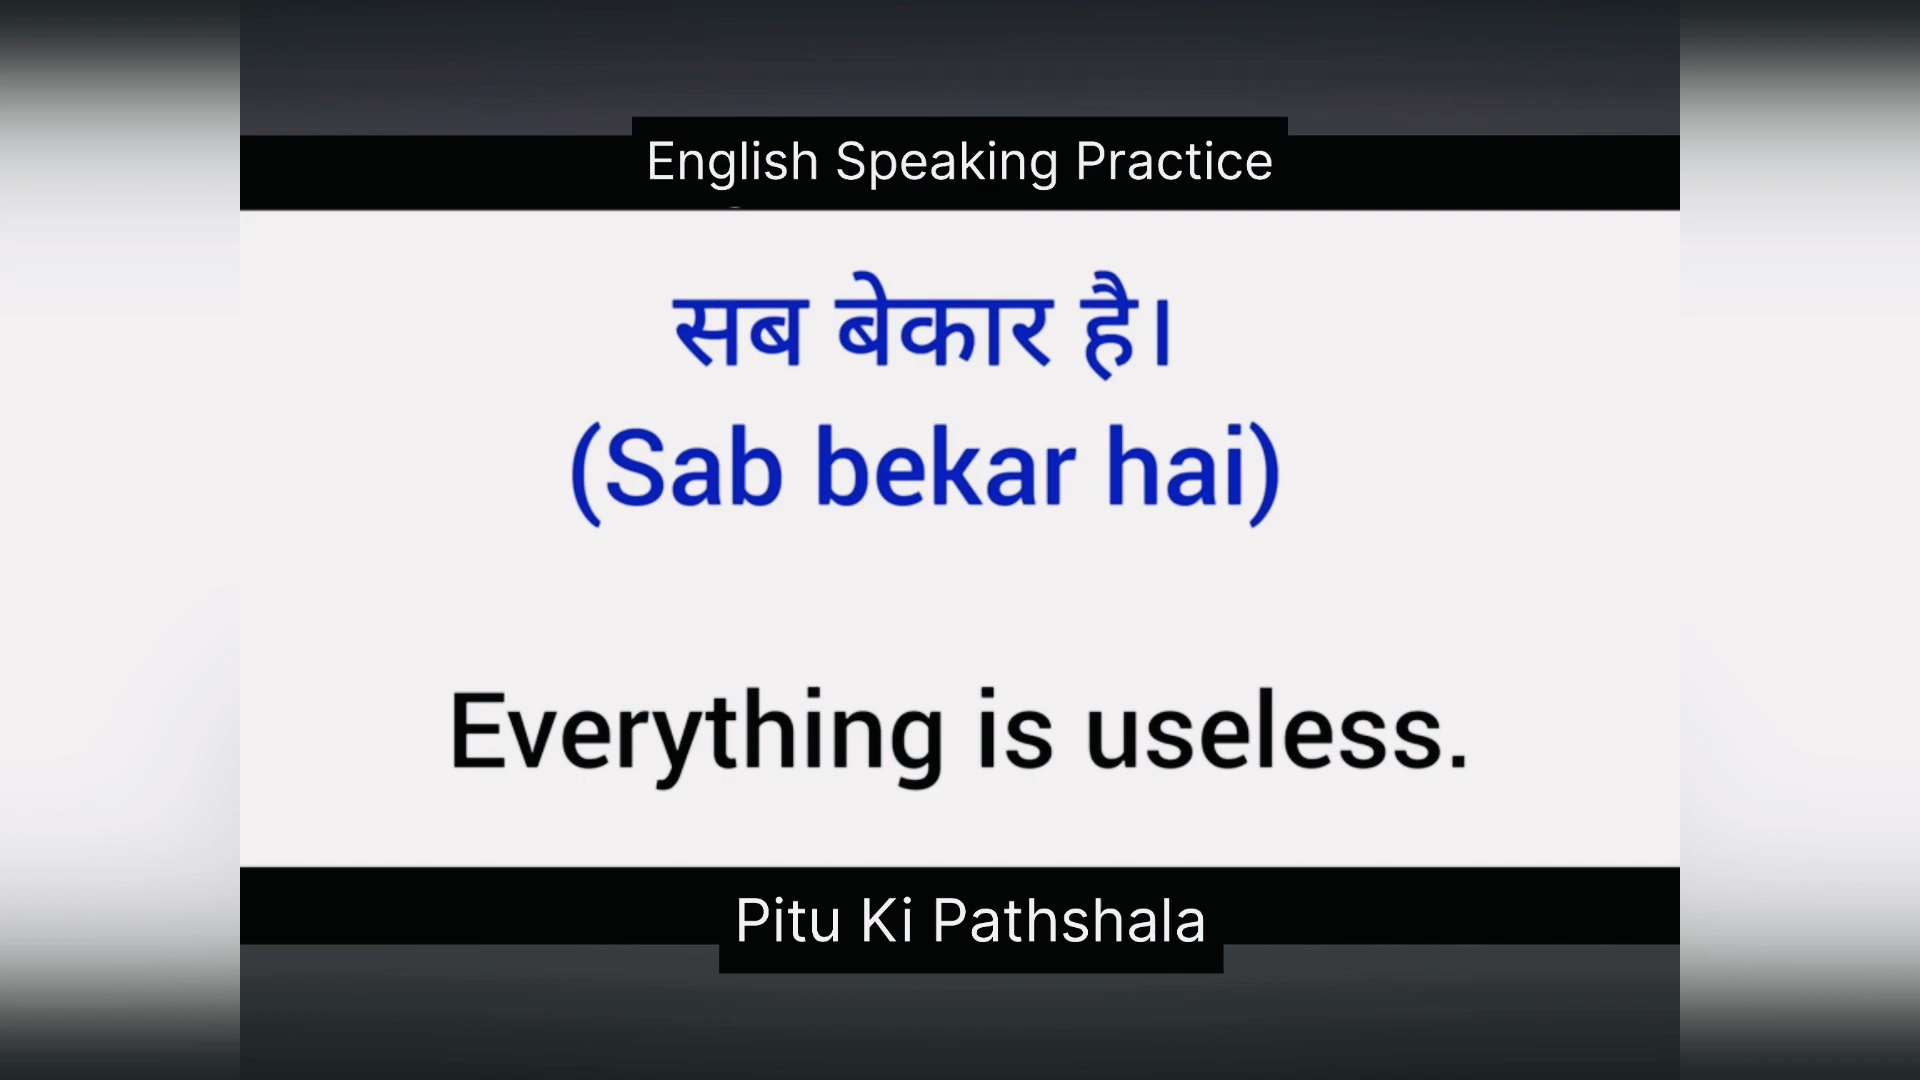 English Speaking Practice
सब बेकार है।
(Sab bekar hai)
Everything is useless.
Pitu Ki Pathshala